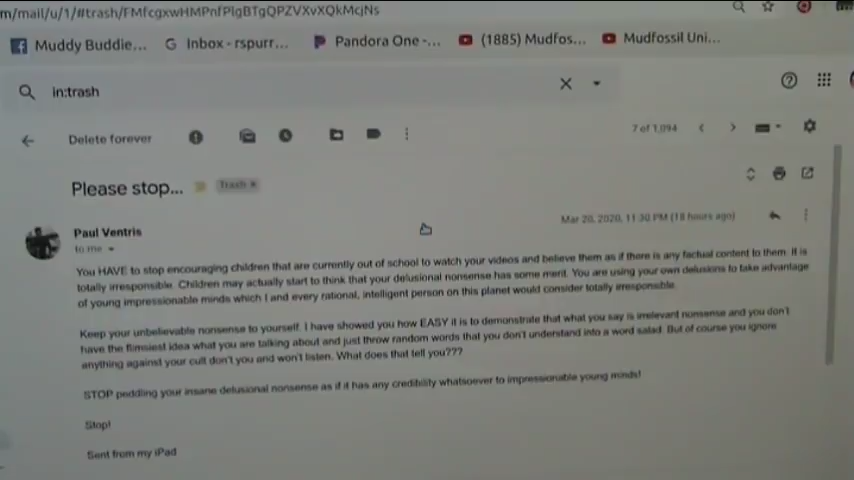 m/mail/u/1/#trash/FMfcgxwHMPnfPlgBTgQPZVXvXQkMcjNs
Muddy Buddie... Inbox - rspurr... Pandora One -... (1885) Mudfos... Mudfossil Uni...
in:trash
Delete forever 7 of 1,094
Please stop... Trash x
Paul Ventris Mar 20, 2020, 11:30 PM (18 hours ago)
to me
You HAVE to stop encouraging children that are currently out of school to watch your videos and believe them as if there is any factual content to them. It is
totally irresponsible. Children may actually start to think that your delusional nonsense has some merit. You are using your own delusions to take advantage
of young impressionable minds which I and every rational, intelligent person on this planet would consider totally irresponsible.
Keep your unbelievable nonsense to yourself. I have showed you how EASY it is to demonstrate that what you say is irrelevant nonsense and you don't
have the flimsiest idea what you are talking about and just throw random words that you don't understand into a word salad. But of course you ignore
anything against your cult don't you and won't listen. What does that tell you???
STOP peddling your insane delusional nonsense as if it has any credibility whatsoever to impressionable young minds!
Stop!
Sent from my iPad